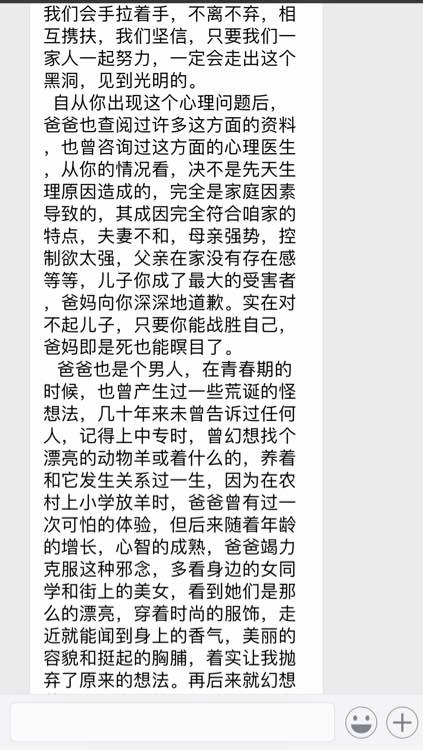 我们会手拉着手，不离不弃，相
互携扶，我们坚信，只要我们一
家人一起努力，一定会走出这个
黑洞，见到光明的。
自从你出现这个心理问题后，
爸爸也查阅过许多这方面的资料
，也曾咨询过这方面的心理医生
，从你的情况看，决不是先天生
理原因造成的，完全是家庭因素
导致的，其成因完全符合咱家的
特点，夫妻不和，母亲强势，控
制欲太强，父亲在家没有存在感
等等，儿子你成了最大的受害者
，爸妈向你深深地道歉。实在对
不起儿子，只要你能战胜自己，
爸妈即是死也能暝目了。
爸爸也是个男人，在青春期的
时候，也曾产生过一些荒诞的怪
想法，几十年来未曾告诉过任何
人，记得上中专时，曾幻想找个
漂亮的动物羊或着什么的，养着
和它发生关系过一生，因为在农
村上小学放羊时，爸爸曾有过一
次可怕的体验，但后来随着年龄
的增长，心智的成熟，爸爸竭力
克服这种邪念，多看身边的女同
学和街上的美女，看到她们是那
么的漂亮，穿着时尚的服饰，走
近就能闻到身上的香气，美丽的
容貌和挺起的胸脯，着实让我抛
弃了原来的想法。再后来就幻想